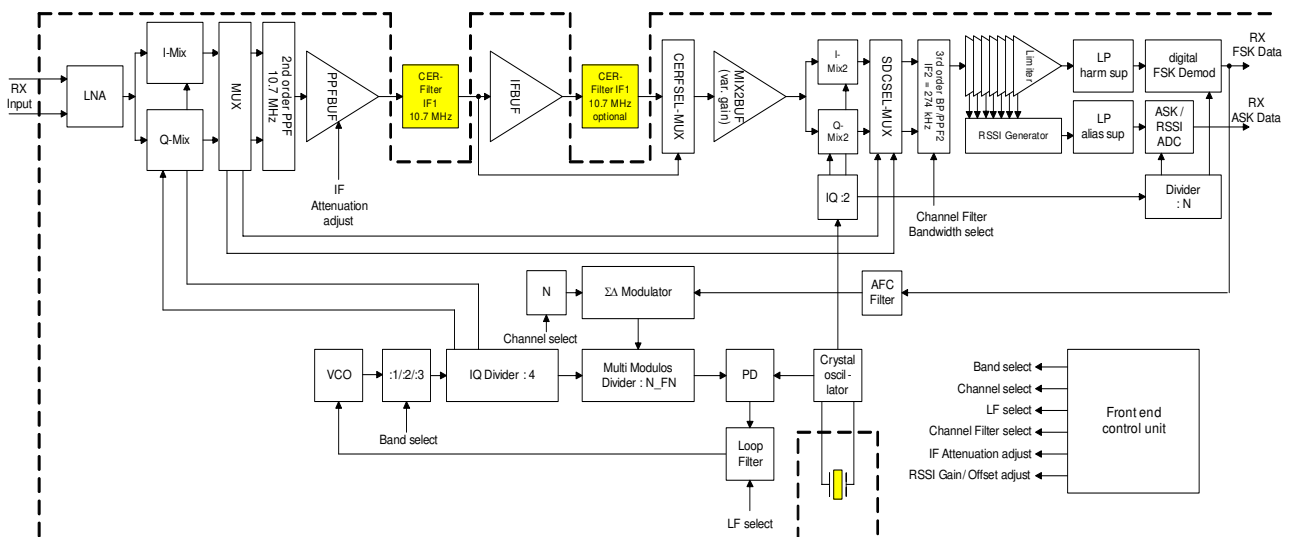 RX
Input
LNA
I-Mix
Q-Mix
MUX
2nd order PPF
10.7 MHz
PPFBUF
IF
Attenuation
adjust
CER-
Filter
IF1
10.7 MHz
IFBUF
CER-
Filter IF1
10.7 MHz
optional
CERFSEL-MUX
MIX2BUF
(var. gain)
I-
Mix2
Q-
Mix2
IQ :2
SDCSEL-MUX
3rd order BP/PPF2
IF2 = 274 kHz
Channel Filter
Bandwidth select
Limiter
RSSI Generator
LP
harm sup
LP
alias sup
digital
FSK Demod
ASK /
RSSI
ADC
Divider
: N
RX
FSK Data
RX
ASK Data
N
Channel select
ΣΔ Modulator
AFC
Filter
VCO
:1/:2/:3
Band select
IQ Divider : 4
Multi Modulos
Divider : N_FN
PD
Crystal
oscil -
lator
Loop
Filter
LF select
Band select
Channel select
LF select
Channel Filter select
IF Attenuation adjust
RSSI Gain/ Offset adjust
Front end
control unit